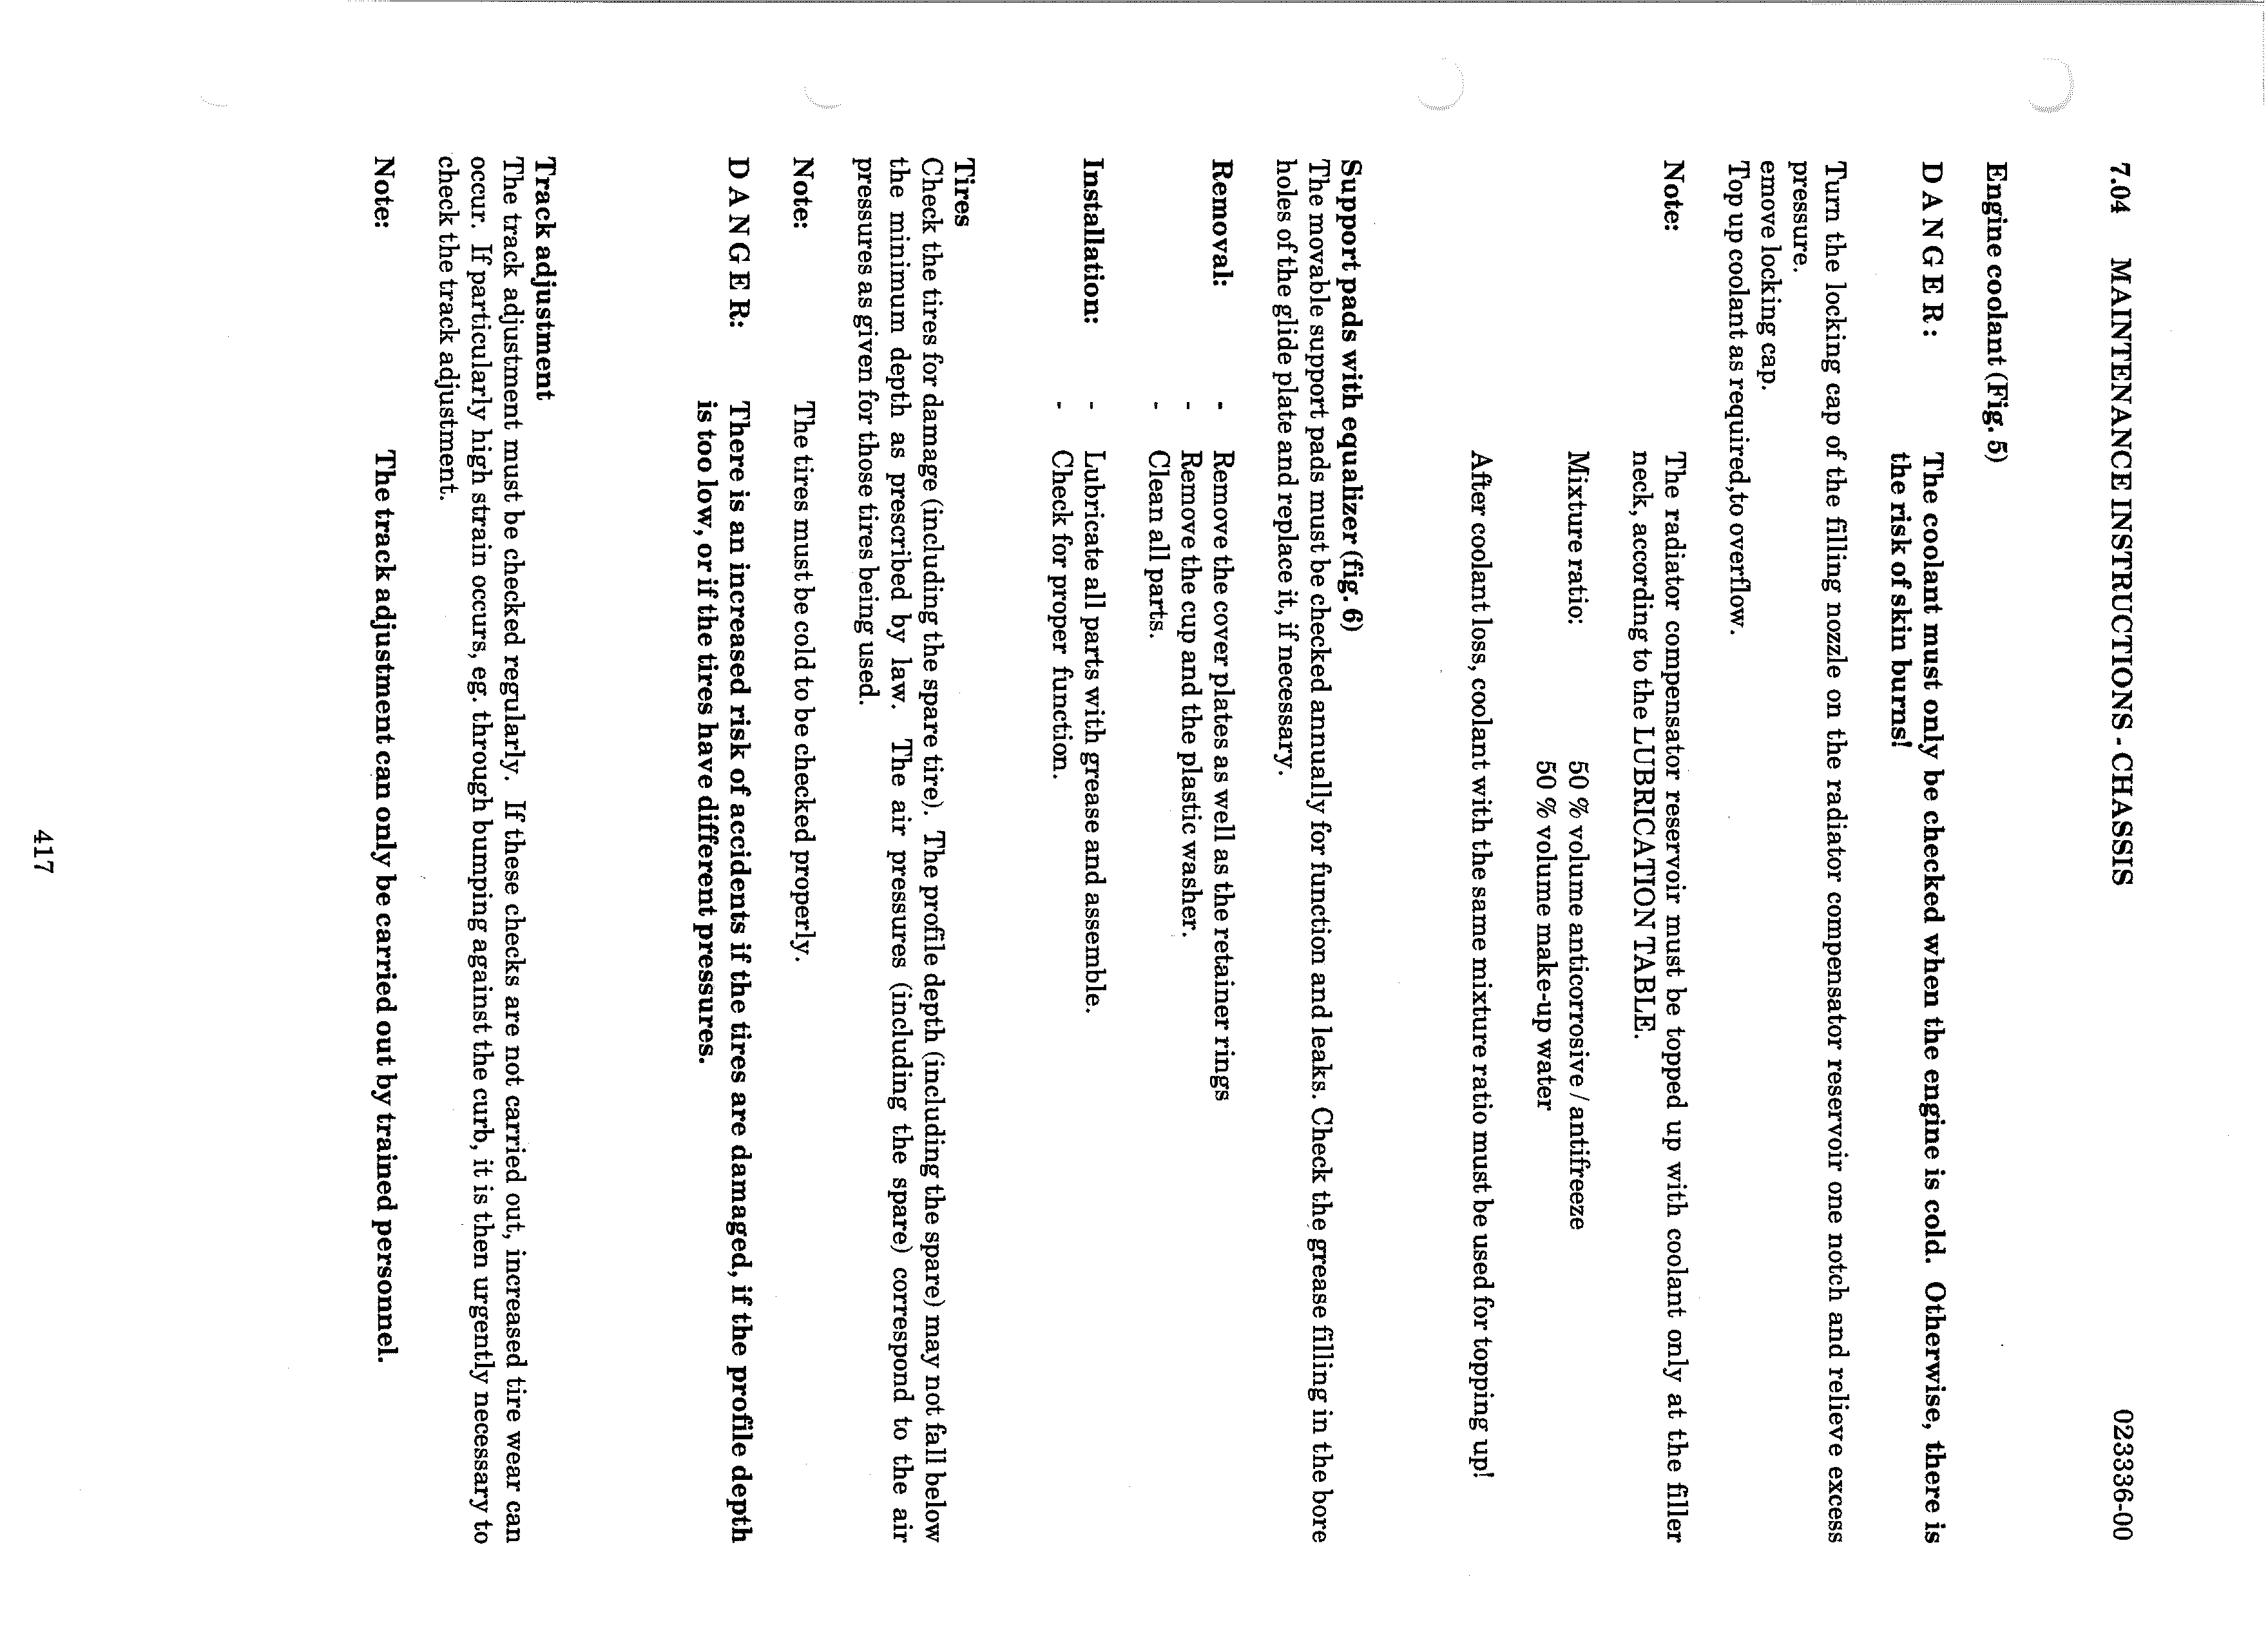 7.04 MAINTENANCE INSTRUCTIONS - CHASSIS 023336-00
Engine coolant (Fig. 5)
D A N G E R : The coolant must only be checked when the engine is cold. Otherwise, there is
the risk of skin burns!
Turn the locking cap of the filling nozzle on the radiator compensator reservoir one notch and relieve excess
pressure.
emove locking cap.
Top up coolant as required,to overflow.
Note: The radiator compensator reservoir must be topped up with coolant only at the filler
neck, according to the LUBRICATION TABLE.
Mixture ratio: 50 % volume anticorrosive / antifreeze
50 % volume make-up water
After coolant loss, coolant with the same mixture ratio must be used for topping up!
Support pads with equalizer (fig. 6)
The movable support pads must be checked annually for function and leaks. Check the grease filling in the bore
holes of the glide plate and replace it, if necessary.
Removal: - Remove the cover plates as well as the retainer rings
- Remove the cup and the plastic washer.
- Clean all parts.
Installation: - Lubricate all parts with grease and assemble.
- Check for proper function.
Tires
Check the tires for damage (including the spare tire). The profile depth (including the spare) may not fall below
the minimum depth as prescribed by law. The air pressures (including the spare) correspond to the air
pressures as given for those tires being used.
Note: The tires must be cold to be checked properly.
D A N G E R: There is an increased risk of accidents if the tires are damaged, if the profile depth
is too low, or if the tires have different pressures.
Track adjustment
The track adjustment must be checked regularly. If these checks are not carried out, increased tire wear can
occur. If particularly high strain occurs, eg. through bumping against the curb, it is then urgently necessary to
check the track adjustment.
Note: The track adjustment can only be carried out by trained personnel.
417